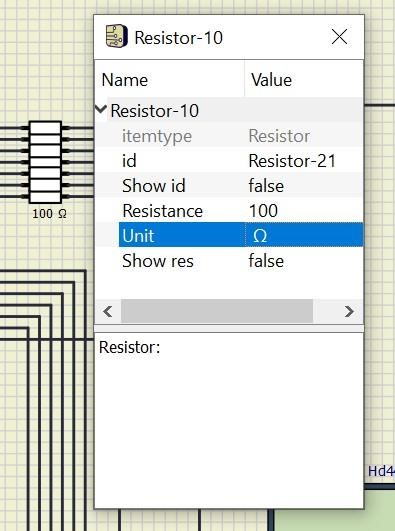 Resistor-10
Name Value
Resistor-10
itemtype Resistor
id Resistor-21
Show id false
Resistance 100
Unit Ω
Show res false
100 Ω
Resistor:
Hd44